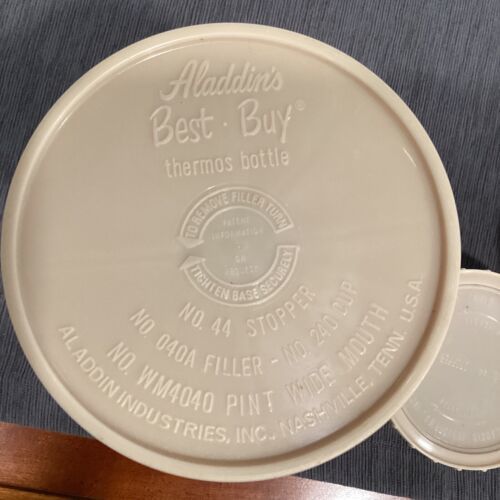 Aladdin's
Best · Buy®
thermos bottle
TO REMOVE FILLER TURN
PATENT
INFORMATION
ON
TIGHTEN BASE SECURELY
NO. 44 STOPPER
NO. 040A FILLER - NO. 240 CUP
NO. WM4040 PINT WIDE MOUTH
ALADDIN INDUSTRIES, INC. NASHVILLE, TENN. U.S.A.